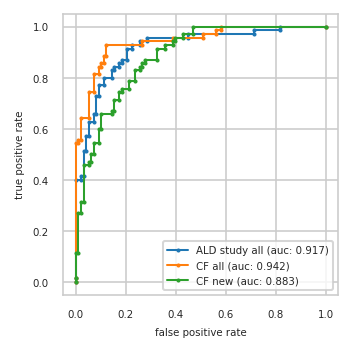 1.0
0.8
0.6
0.4
0.2
0.0
true positive rate
ALD study all (auc: 0.917)
CF all (auc: 0.942)
CF new (auc: 0.883)
0.0 0.2 0.4 0.6 0.8 1.0
false positive rate